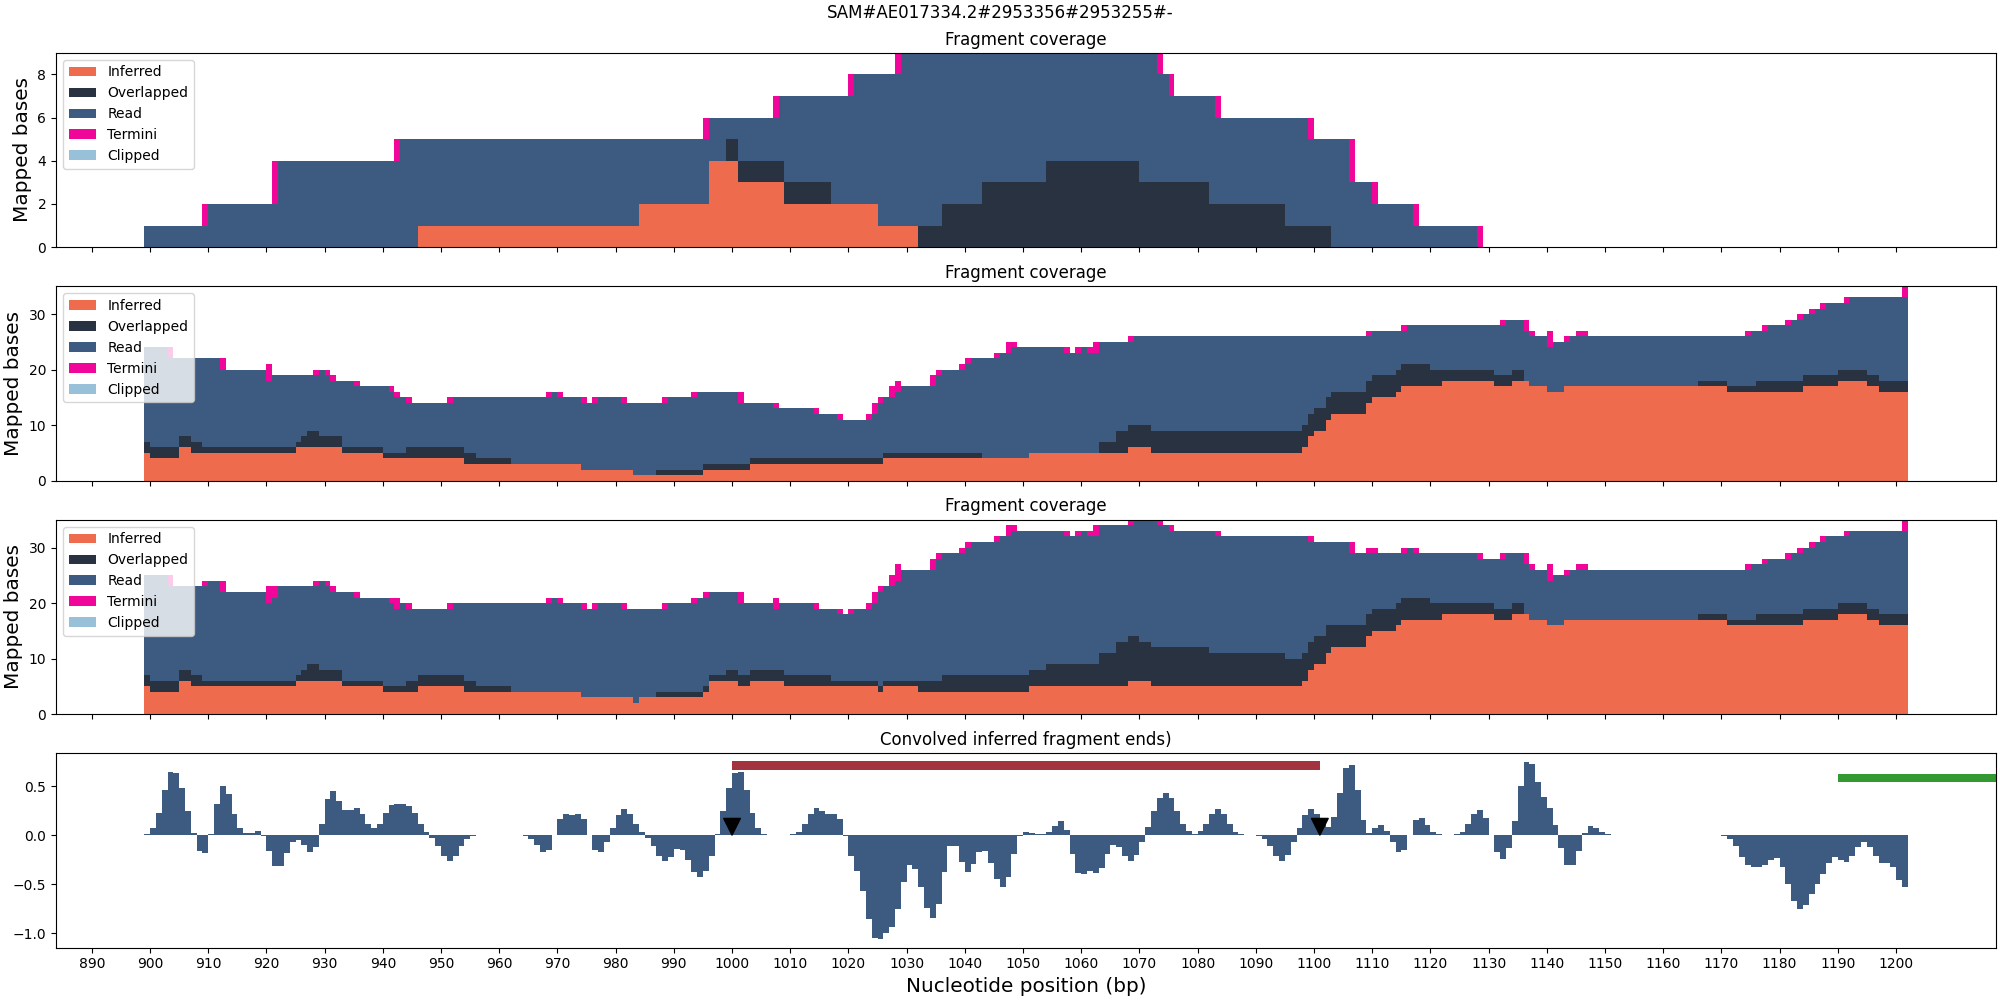 SAM#AE017334.2#2953356#2953255#-
Fragment coverage
Mapped bases
8
6
4
2
0
Inferred
Overlapped
Read
Termini
Clipped
Fragment coverage
Mapped bases
30
20
10
0
Inferred
Overlapped
Read
Termini
Clipped
Fragment coverage
Mapped bases
30
20
10
0
Inferred
Overlapped
Read
Termini
Clipped
Convolved inferred fragment ends)
0.5
0.0
−0.5
−1.0
890 900 910 920 930 940 950 960 970 980 990 1000 1010 1020 1030 1040 1050 1060 1070 1080 1090 1100 1110 1120 1130 1140 1150 1160 1170 1180 1190 1200
Nucleotide position (bp)